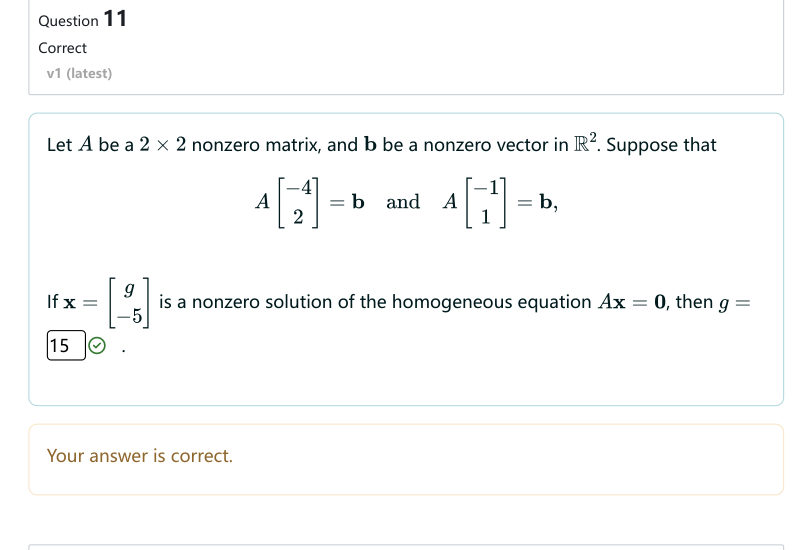 Question 11
Correct
v1 (latest)
Let A be a 2 × 2 nonzero matrix, and b be a nonzero vector in ℝ². Suppose that
A [−4 2] = b and A [−1 1] = b,
If x = [g −5] is a nonzero solution of the homogeneous equation Ax = 0, then g =
15 .
Your answer is correct.